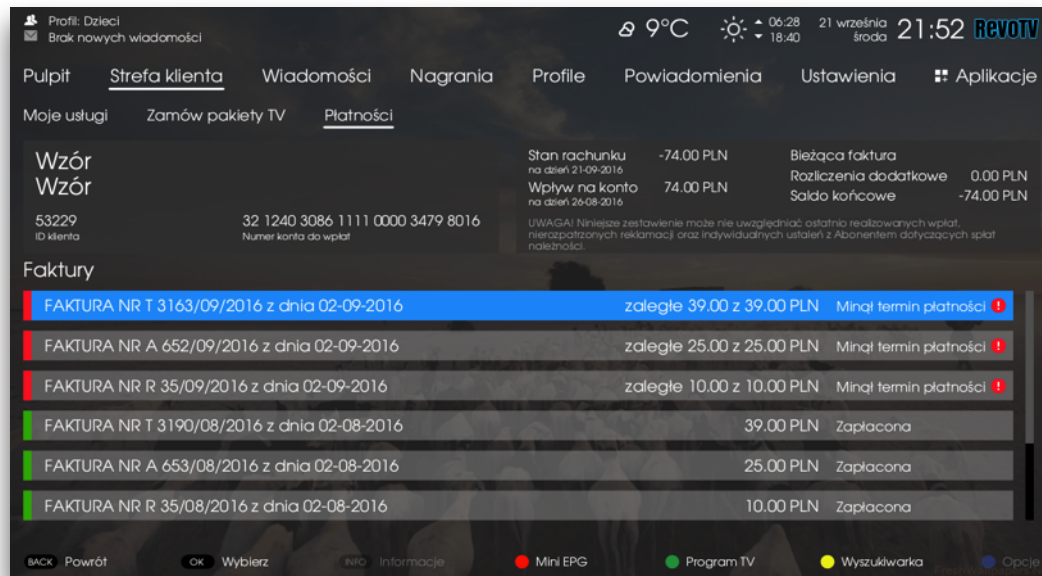 Profil: Dzieci
Brak nowych wiadomości
9°C
06:28
18:40
21 września
środa
21:52
REVOTV
Pulpit Strefa klienta Wiadomości Nagrania Profile Powiadomienia Ustawienia Aplikacje
Moje usługi Zamów pakiety TV Płatności
Wzór
Wzór
53229
ID klienta
32 1240 3086 1111 0000 3479 8016
Numer konta do wpłat
Stan rachunku -74.00 PLN
na dzień 21-09-2016
Wpływ na konto 74.00 PLN
na dzień 26-08-2016
Bieżąca faktura
Rozliczenia dodatkowe 0.00 PLN
Saldo końcowe -74.00 PLN
UWAGA! Niniejsze zestawienie może nie uwzględniać ostatnio realizowanych wpłat,
nierozpatrzonych reklamacji oraz indywidualnych ustaleń z Abonentem dotyczących spłat
należności.
Faktury
FAKTURA NR T 3163/09/2016 z dnia 02-09-2016 zaległe 39.00 z 39.00 PLN Minął termin płatności
FAKTURA NR A 652/09/2016 z dnia 02-09-2016 zaległe 25.00 z 25.00 PLN Minął termin płatności
FAKTURA NR R 35/09/2016 z dnia 02-09-2016 zaległe 10.00 z 10.00 PLN Minął termin płatności
FAKTURA NR T 3190/08/2016 z dnia 02-08-2016 39.00 PLN Zapłacona
FAKTURA NR A 653/08/2016 z dnia 02-08-2016 25.00 PLN Zapłacona
FAKTURA NR R 35/08/2016 z dnia 02-08-2016 10.00 PLN Zapłacona
BACK Powrót OK Wybierz INFO Informacje Mini EPG Program TV Wyszukiwarka Opcje